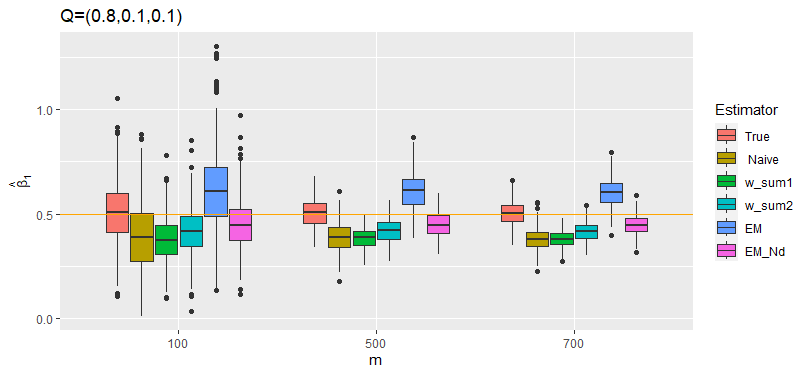 Q=(0.8,0.1,0.1)
1.0
0.5
0.0
β̂1
100
500
700
m
Estimator
True
Naive
w_sum1
w_sum2
EM
EM_Nd